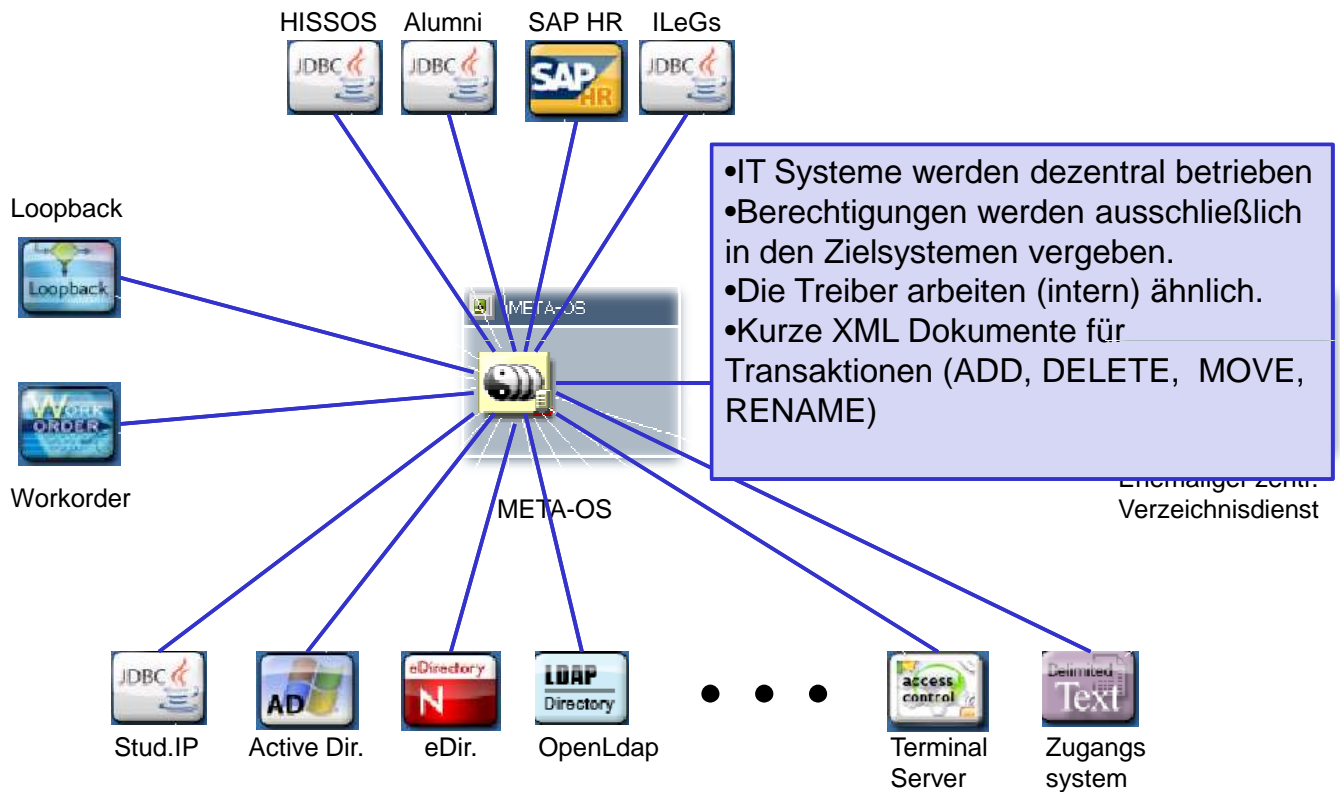 HISSOS Alumni SAP HR ILeGs
JDBC JDBC SAP HR JDBC
•IT Systeme werden dezentral betrieben
•Berechtigungen werden ausschließlich
in den Zielsystemen vergeben.
•Die Treiber arbeiten (intern) ähnlich.
•Kurze XML Dokumente für
Transaktionen (ADD, DELETE, MOVE,
RENAME)
Loopback
Loopback
META-OS
WORK
ORDER
Workorder
META-OS
Ehemaliger zentr.
Verzeichnisdienst
JDBC
AD
eDirectory
N
LDAP
Directory
access
control
Delimited
Text
Stud.IP Active Dir. eDir. OpenLdap
Terminal
Server
Zugangs
system